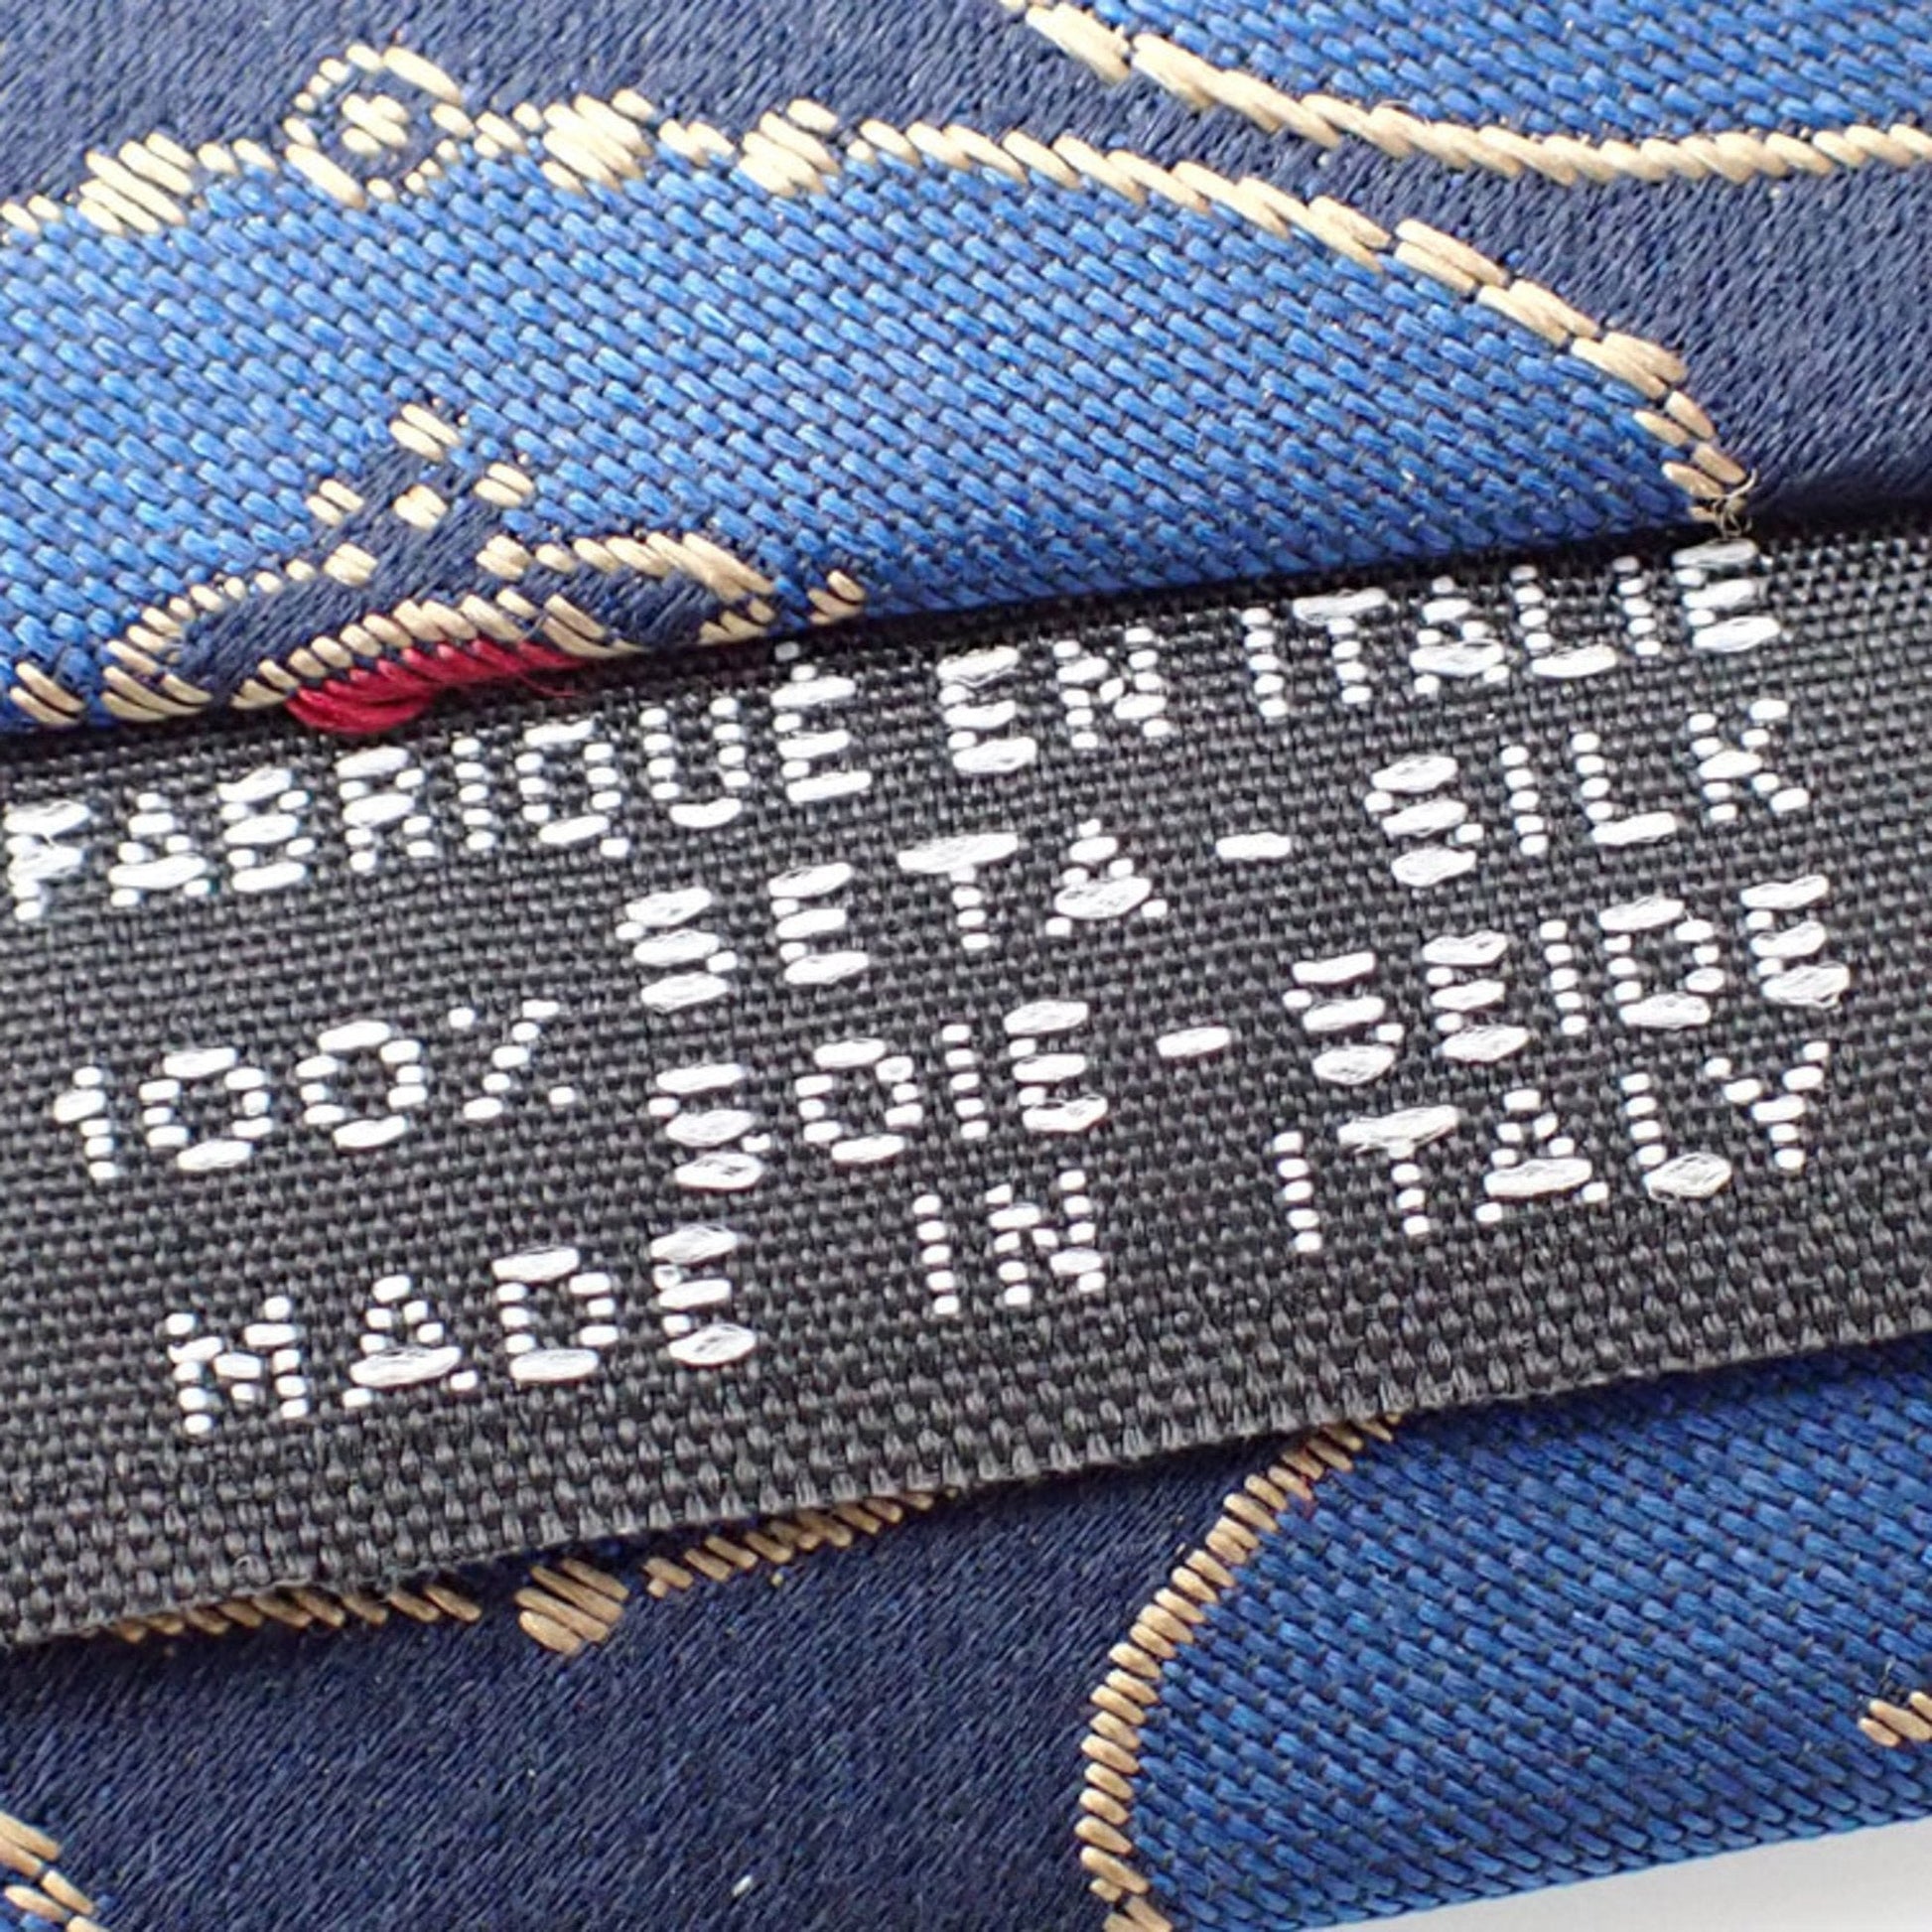 FABRIQUE EN ITALIE
SETA - SILK
100%
SOIE - SEIDE
MADE IN ITALY